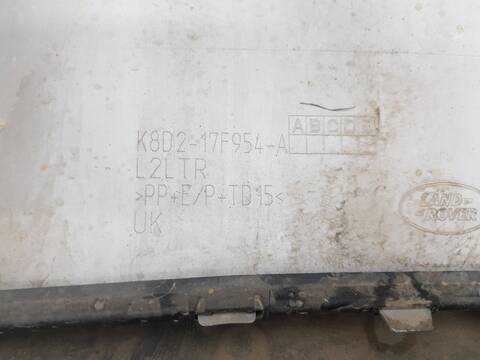 K8D2-17F954-A
ABCDE
L2LTR
>PP+E/P+TD15<
UK
LAND
ROVER